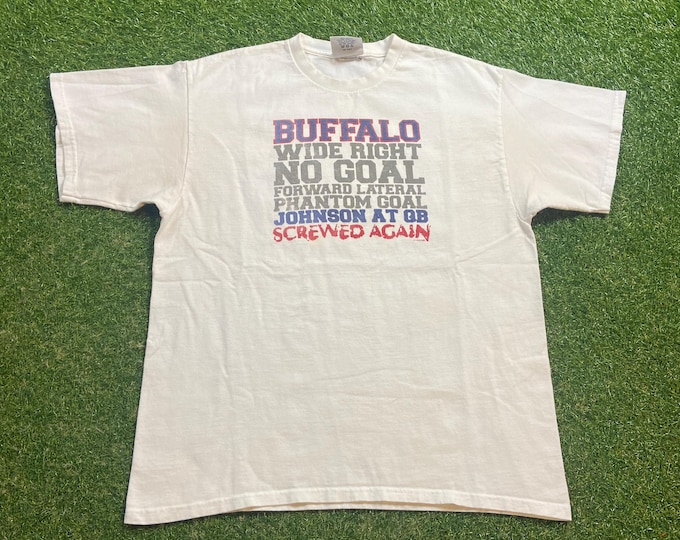 BUFFALO
WIDE RIGHT
NO GOAL
FORWARD LATERAL
PHANTOM GOAL
JOHNSON AT QB
SCREWED AGAIN